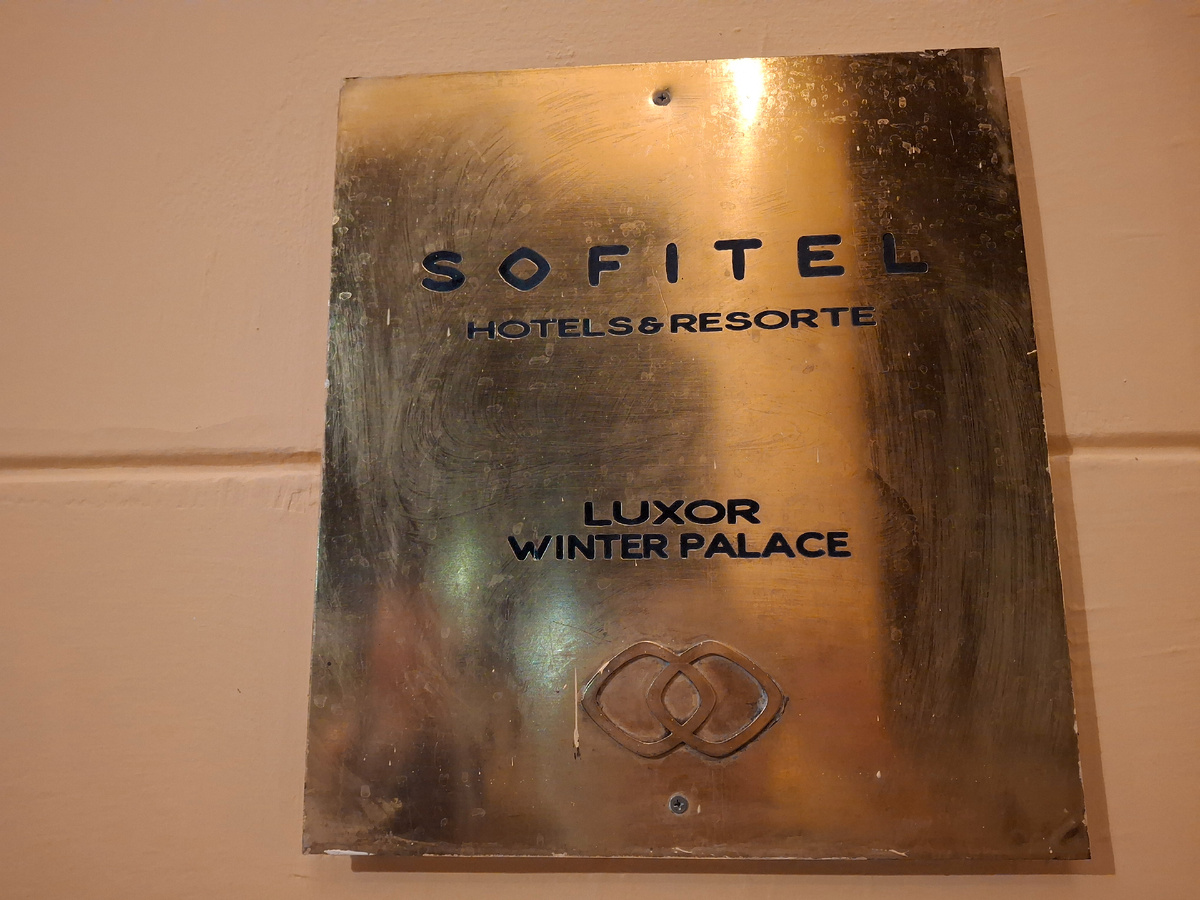 SOFITEL
HOTELS & RESORTE
LUXOR
WINTER PALACE